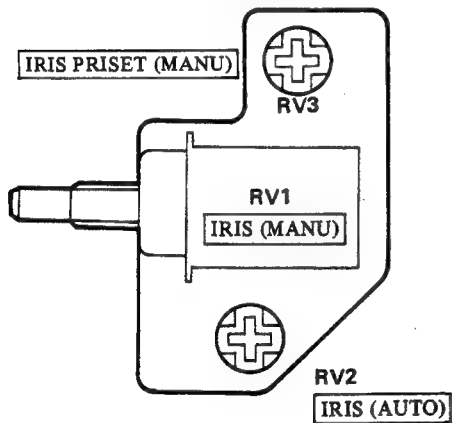 IRIS PRISET (MANU)
RV3
RV1
IRIS (MANU)
RV2
IRIS (AUTO)